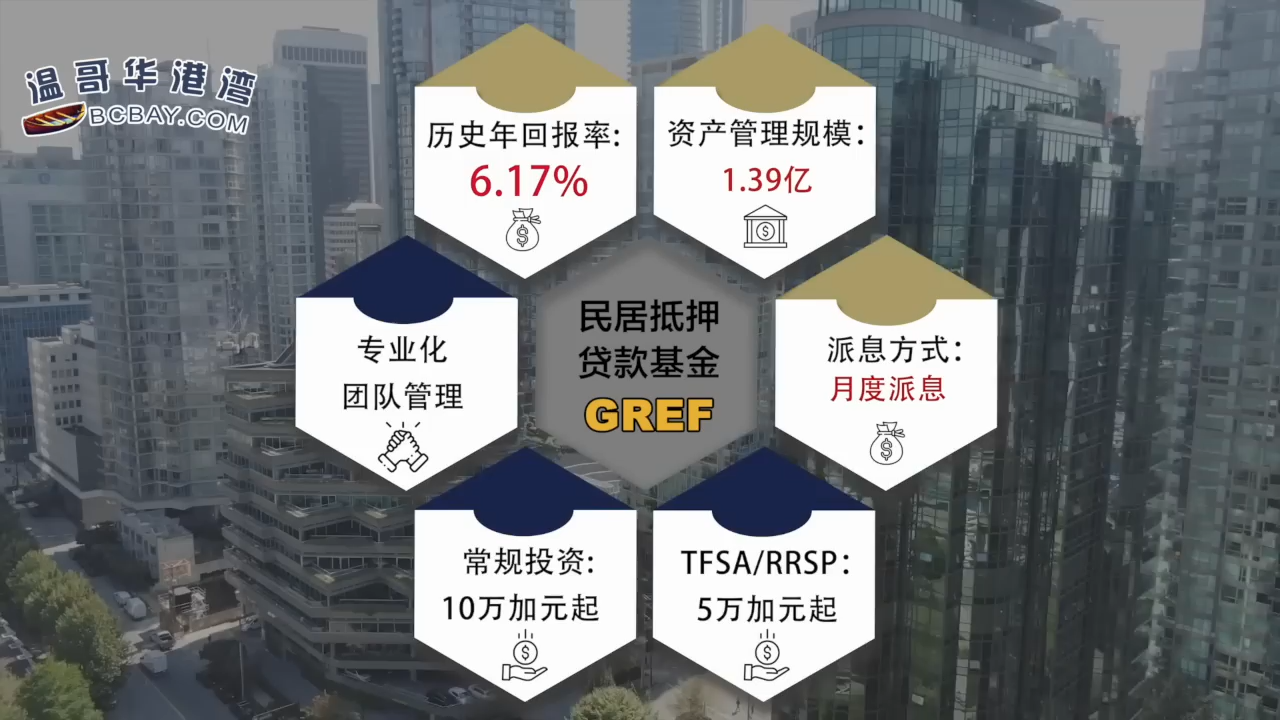 温哥华港湾
BCBAY.COM
历史年回报率:
6.17%
资产管理规模:
1.39亿
专业化
团队管理
民居抵押
贷款基金
GREF
派息方式:
月度派息
常规投资:
10万加元起
TFSA/RRSP:
5万加元起